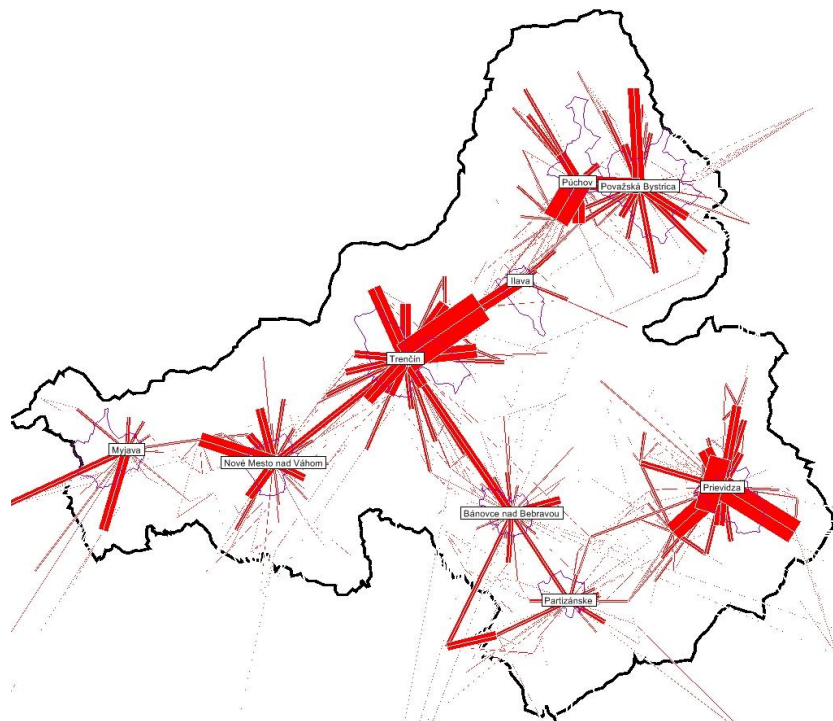 Púchov
Považská Bystrica
Ilava
Trenčín
Myjava
Nové Mesto nad Váhom
Prievidza
Bánovce nad Bebravou
Partizánske